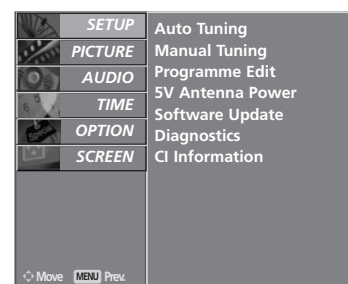 SETUP
PICTURE
AUDIO
TIME
OPTION
SCREEN
Auto Tuning
Manual Tuning
Programme Edit
5V Antenna Power
Software Update
Diagnostics
CI Information
Move MENU Prev.